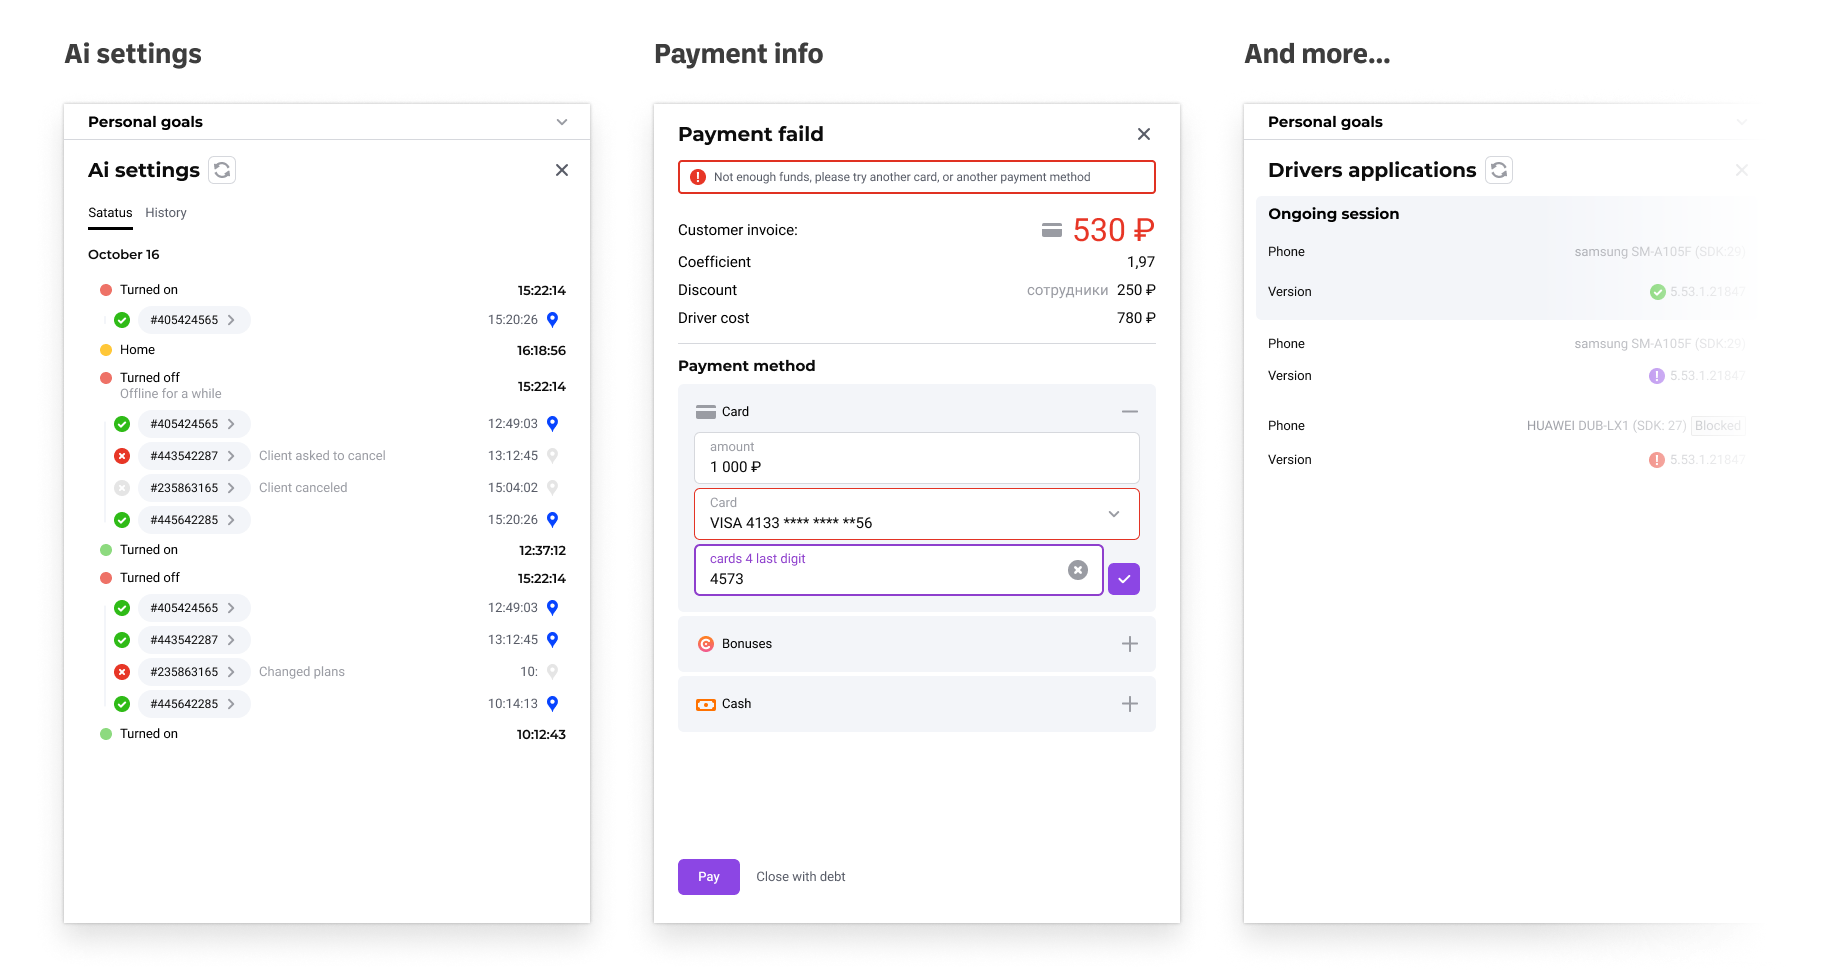 Ai settings
Personal goals
Ai settings
Satatus History
October 16
Turned on 15:22:14
#405424565 15:20:26
Home 16:18:56
Turned off 15:22:14
Offline for a while
#405424565 12:49:03
#443542287 Client asked to cancel 13:12:45
#235863165 Client canceled 15:04:02
#445642285 15:20:26
Turned on 12:37:12
Turned off 15:22:14
#405424565 12:49:03
#443542287 13:12:45
#235863165 Changed plans 10:
#445642285 10:14:13
Turned on 10:12:43
Payment info
Payment faild
Not enough funds, please try another card, or another payment method
Customer invoice: 530 ₽
Coefficient 1,97
Discount сотрудники 250 ₽
Driver cost 780 ₽
Payment method
Card
amount
1 000 ₽
Card
VISA 4133 **** **** **56
cards 4 last digit
4573
Bonuses
Cash
Pay Close with debt
And more...
Personal goals
Drivers applications
Ongoing session
Phone samsung SM-A105F (SDK:29)
Version 5.53.1.21847
Phone samsung SM-A105F (SDK:29)
Version 5.53.1.21847
Phone HUAWEI DUB-LX1 (SDK: 27) Blocked
Version 5.53.1.21847